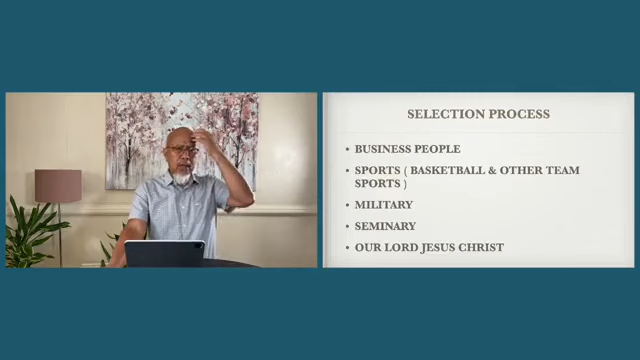 SELECTION PROCESS
• BUSINESS PEOPLE
• SPORTS ( BASKETBALL & OTHER TEAM
SPORTS )
• MILITARY
• SEMINARY
• OUR LORD JESUS CHRIST